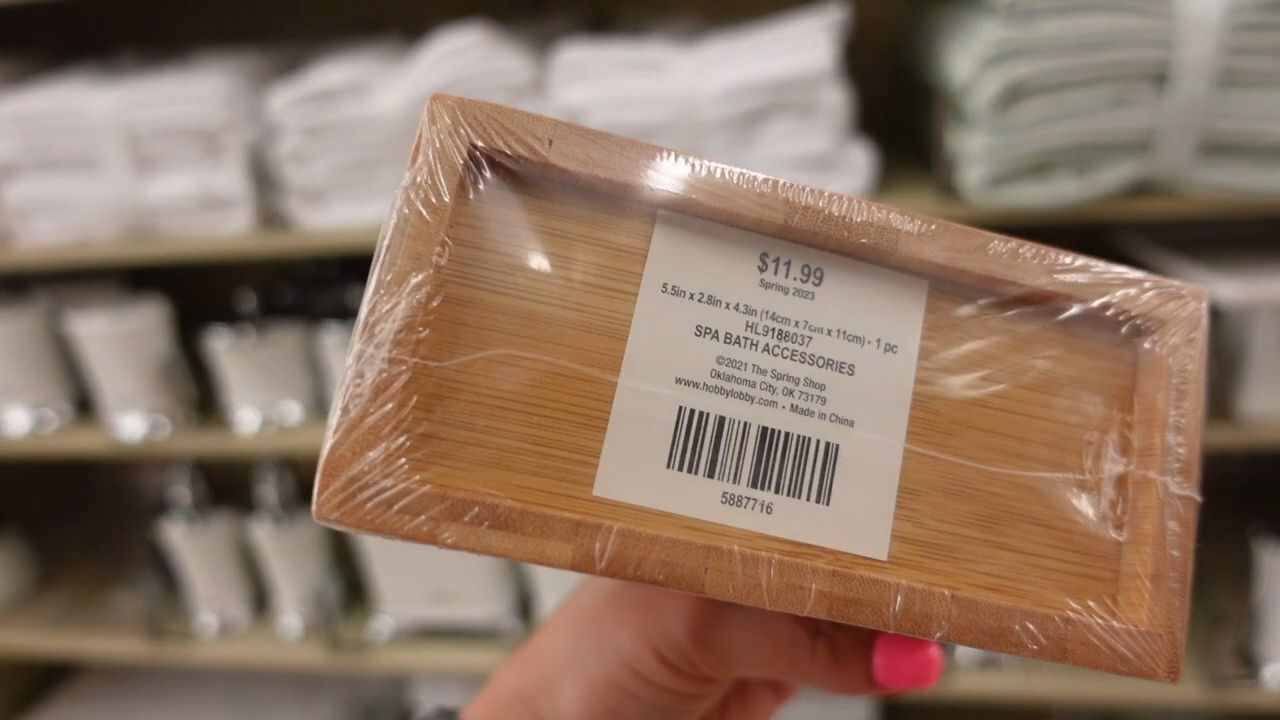 $11.99
Spring 2023
5.5in x 2.8in x 4.3in (14cm x 7cm x 11cm) • 1 pc
HL9188037
SPA BATH ACCESSORIES
©2021 The Spring Shop
Oklahoma City, OK 73179
www.hobbylobby.com • Made in China
5887716